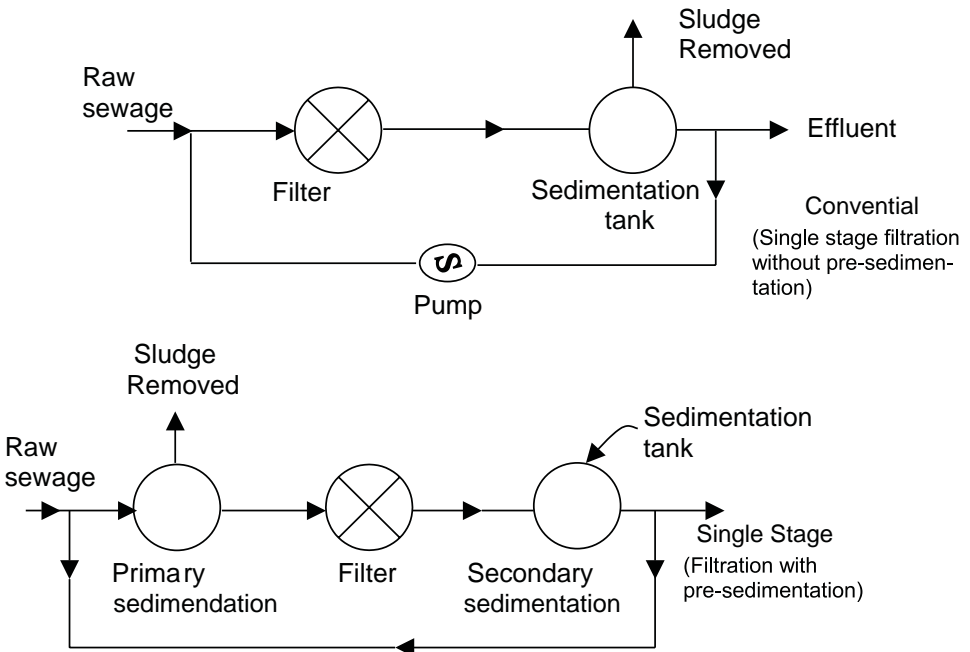 Sludge
Removed
Raw
sewage
Effluent
Filter
Sedimentation
tank
Convential
(Single stage filtration
without pre-sedimen-
tation)
S
Pump
Sludge
Removed
Sedimentation
tank
Raw
sewage
Single Stage
(Filtration with
pre-sedimentation)
Primary
sedimendation
Filter
Secondary
sedimentation